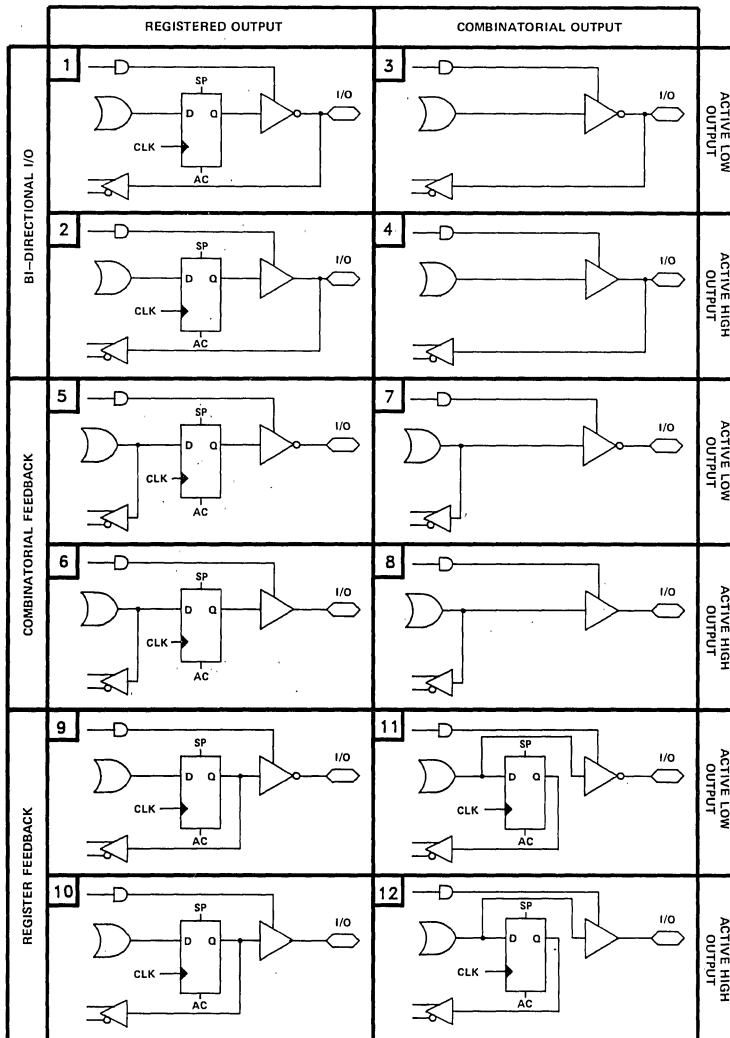 REGISTERED OUTPUT
COMBINATORIAL OUTPUT
BI-DIRECTIONAL I/O
1
SP
I/O
D Q
CLK
AC
3
I/O
ACTIVE LOW
OUTPUT
2
SP
I/O
D Q
CLK
AC
4
I/O
ACTIVE HIGH
OUTPUT
COMBINATORIAL FEEDBACK
5
SP
I/O
D Q
CLK
AC
7
I/O
ACTIVE LOW
OUTPUT
6
SP
I/O
D Q
CLK
AC
8
I/O
ACTIVE HIGH
OUTPUT
REGISTER FEEDBACK
9
SP
I/O
D Q
CLK
AC
11
SP
I/O
D Q
CLK
AC
ACTIVE LOW
OUTPUT
10
SP
I/O
D Q
CLK
AC
12
SP
I/O
D Q
CLK
AC
ACTIVE HIGH
OUTPUT